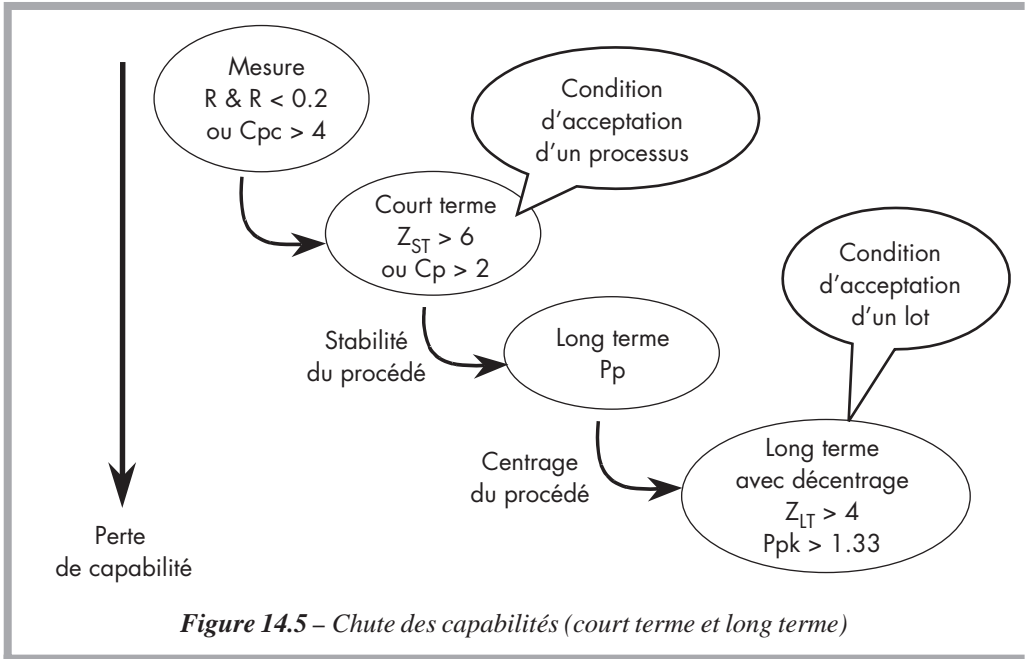 Mesure
R & R < 0.2
ou Cpc > 4
Condition
d'acceptation
d'un processus
Court terme
Z_ST > 6
ou Cp > 2
Condition
d'acceptation
d'un lot
Stabilité
du procédé
Long terme
Pp
Centrage
du procédé
Long terme
avec décentrage
Z_LT > 4
Ppk > 1.33
Perte
de capabilité
Figure 14.5 – Chute des capabilités (court terme et long terme)